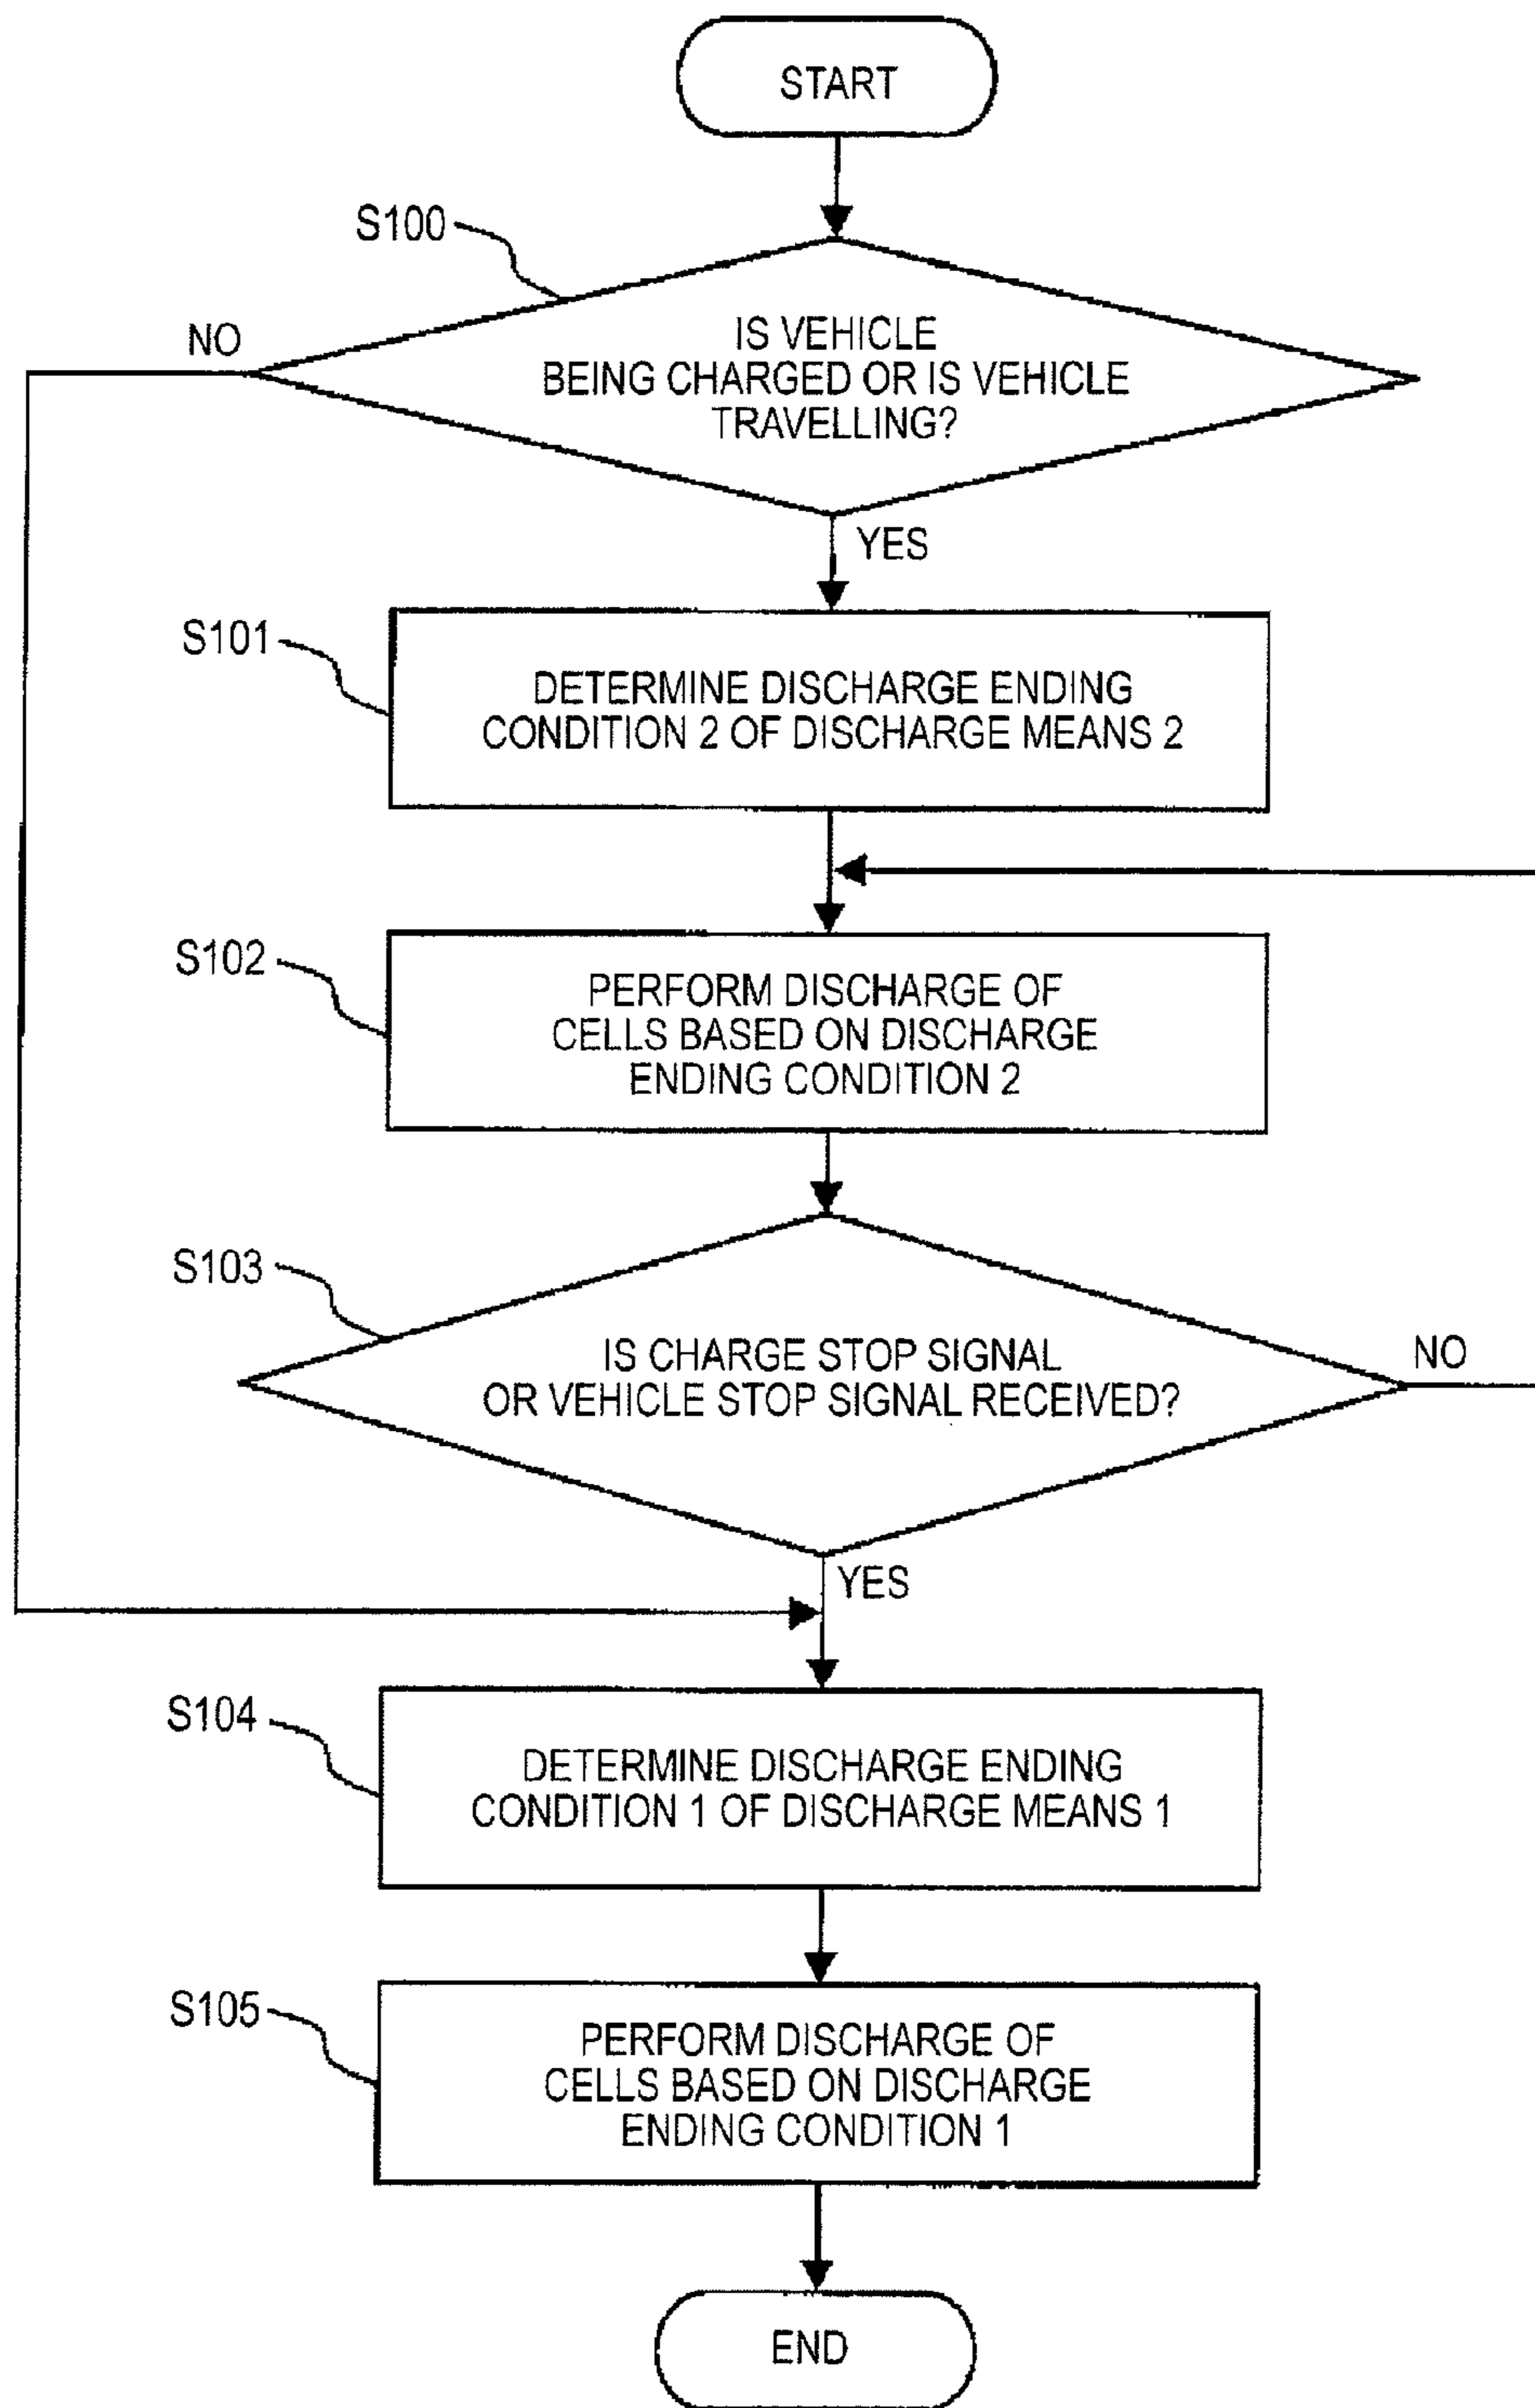 START
S100
NO
IS VEHICLE
BEING CHARGED OR IS VEHICLE
TRAVELLING?
YES
S101
DETERMINE DISCHARGE ENDING
CONDITION 2 OF DISCHARGE MEANS 2
S102
PERFORM DISCHARGE OF
CELLS BASED ON DISCHARGE
ENDING CONDITION 2
S103
IS CHARGE STOP SIGNAL
OR VEHICLE STOP SIGNAL RECEIVED?
NO
YES
S104
DETERMINE DISCHARGE ENDING
CONDITION 1 OF DISCHARGE MEANS 1
S105
PERFORM DISCHARGE OF
CELLS BASED ON DISCHARGE
ENDING CONDITION 1
END